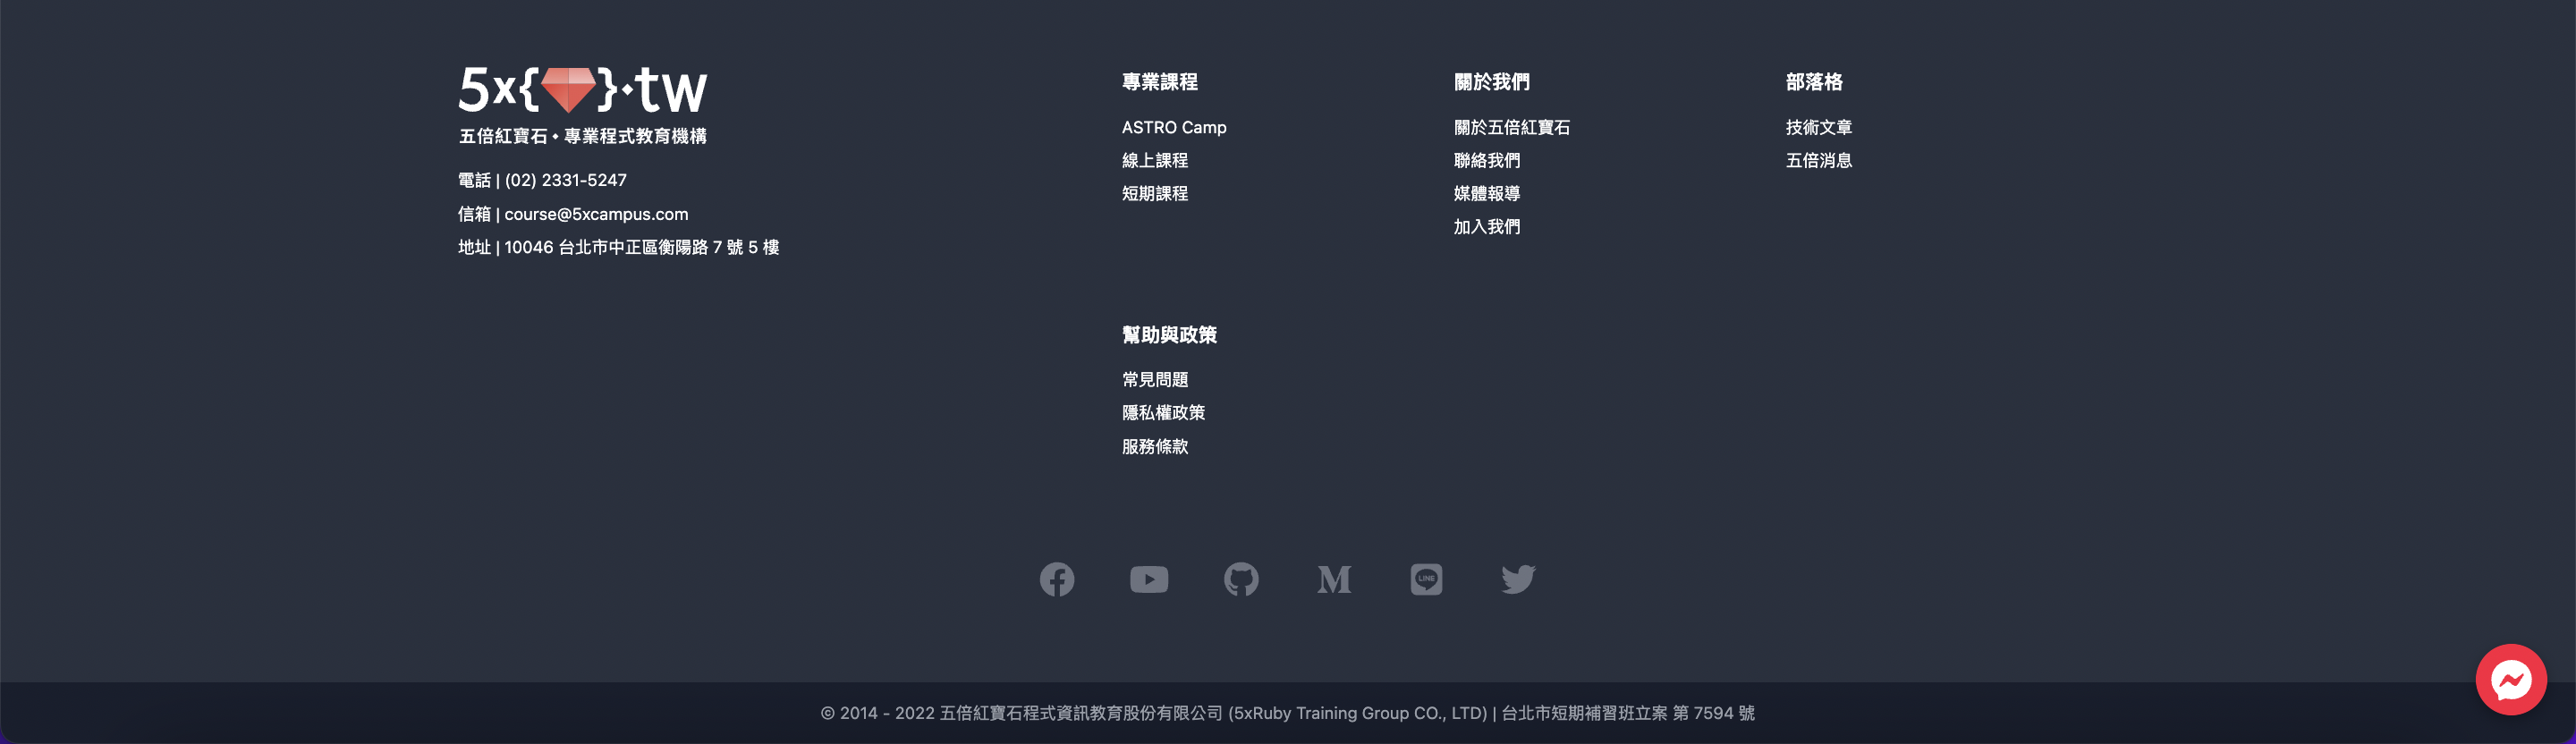 5x{}·tw
五倍紅寶石·專業程式教育機構
電話 | (02) 2331-5247
信箱 | course@5xcampus.com
地址 | 10046 台北市中正區衡陽路 7 號 5 樓
專業課程
ASTRO Camp
線上課程
短期課程
關於我們
關於五倍紅寶石
聯絡我們
媒體報導
加入我們
部落格
技術文章
五倍消息
幫助與政策
常見問題
隱私權政策
服務條款
LINE
© 2014 - 2022 五倍紅寶石程式資訊教育股份有限公司 (5xRuby Training Group CO., LTD) | 台北市短期補習班立案 第 7594 號